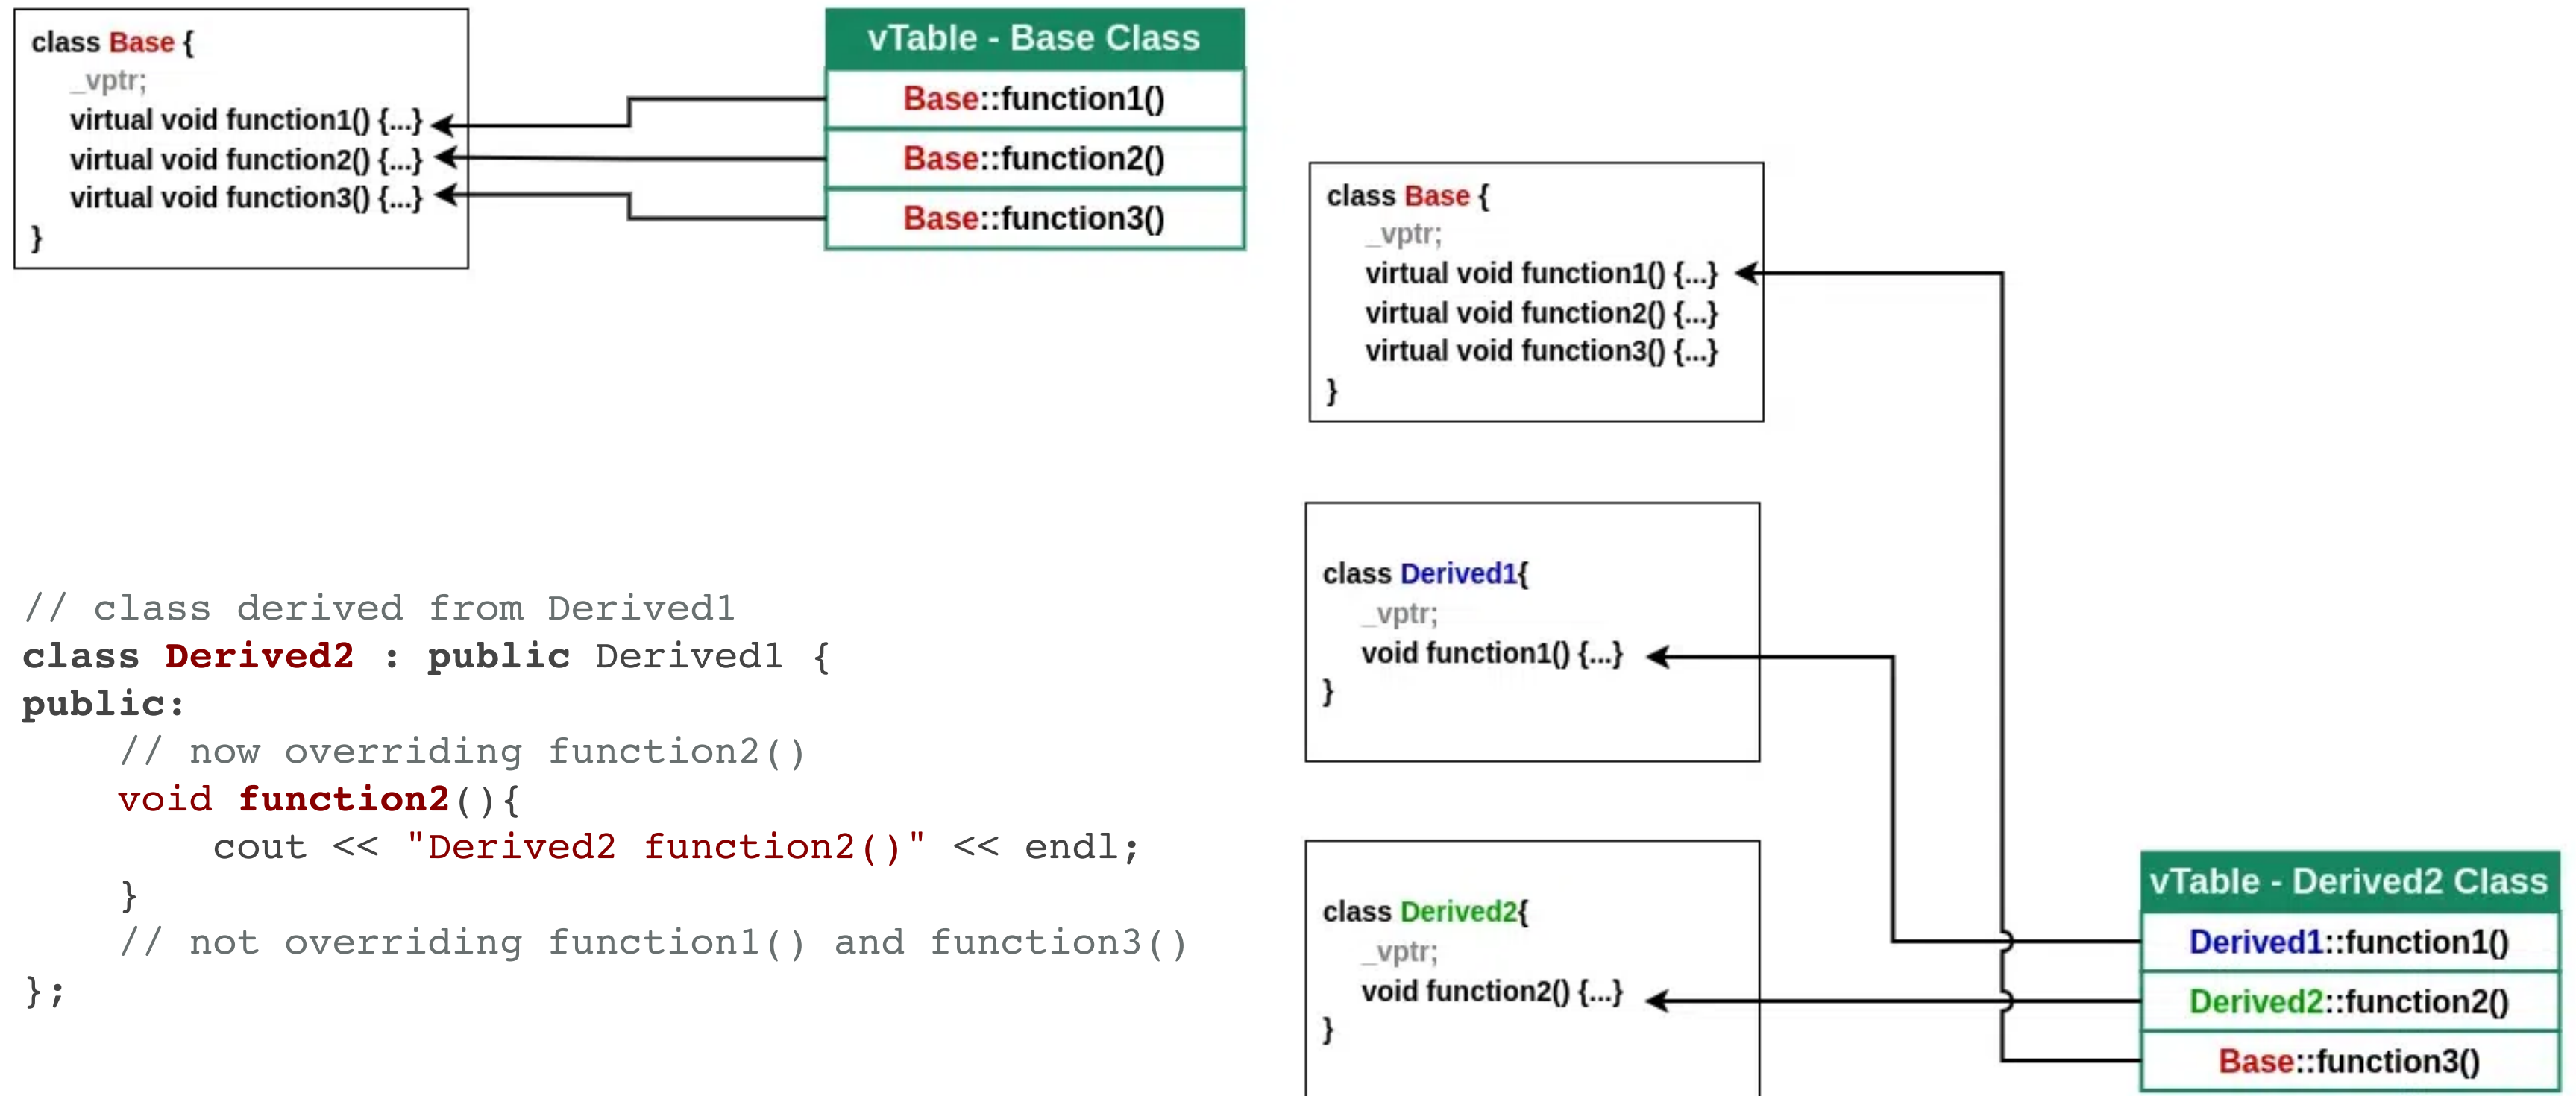 class Base {
_vptr;
virtual void function1() {...}
virtual void function2() {...}
virtual void function3() {...}
}
vTable - Base Class
Base::function1()
Base::function2()
Base::function3()
class Base {
_vptr;
virtual void function1() {...}
virtual void function2() {...}
virtual void function3() {...}
}
// class derived from Derived1
class Derived2 : public Derived1 {
public:
// now overriding function2()
void function2(){
cout << "Derived2 function2()" << endl;
}
// not overriding function1() and function3()
};
class Derived1{
_vptr;
void function1() {...}
}
class Derived2{
_vptr;
void function2() {...}
}
vTable - Derived2 Class
Derived1::function1()
Derived2::function2()
Base::function3()